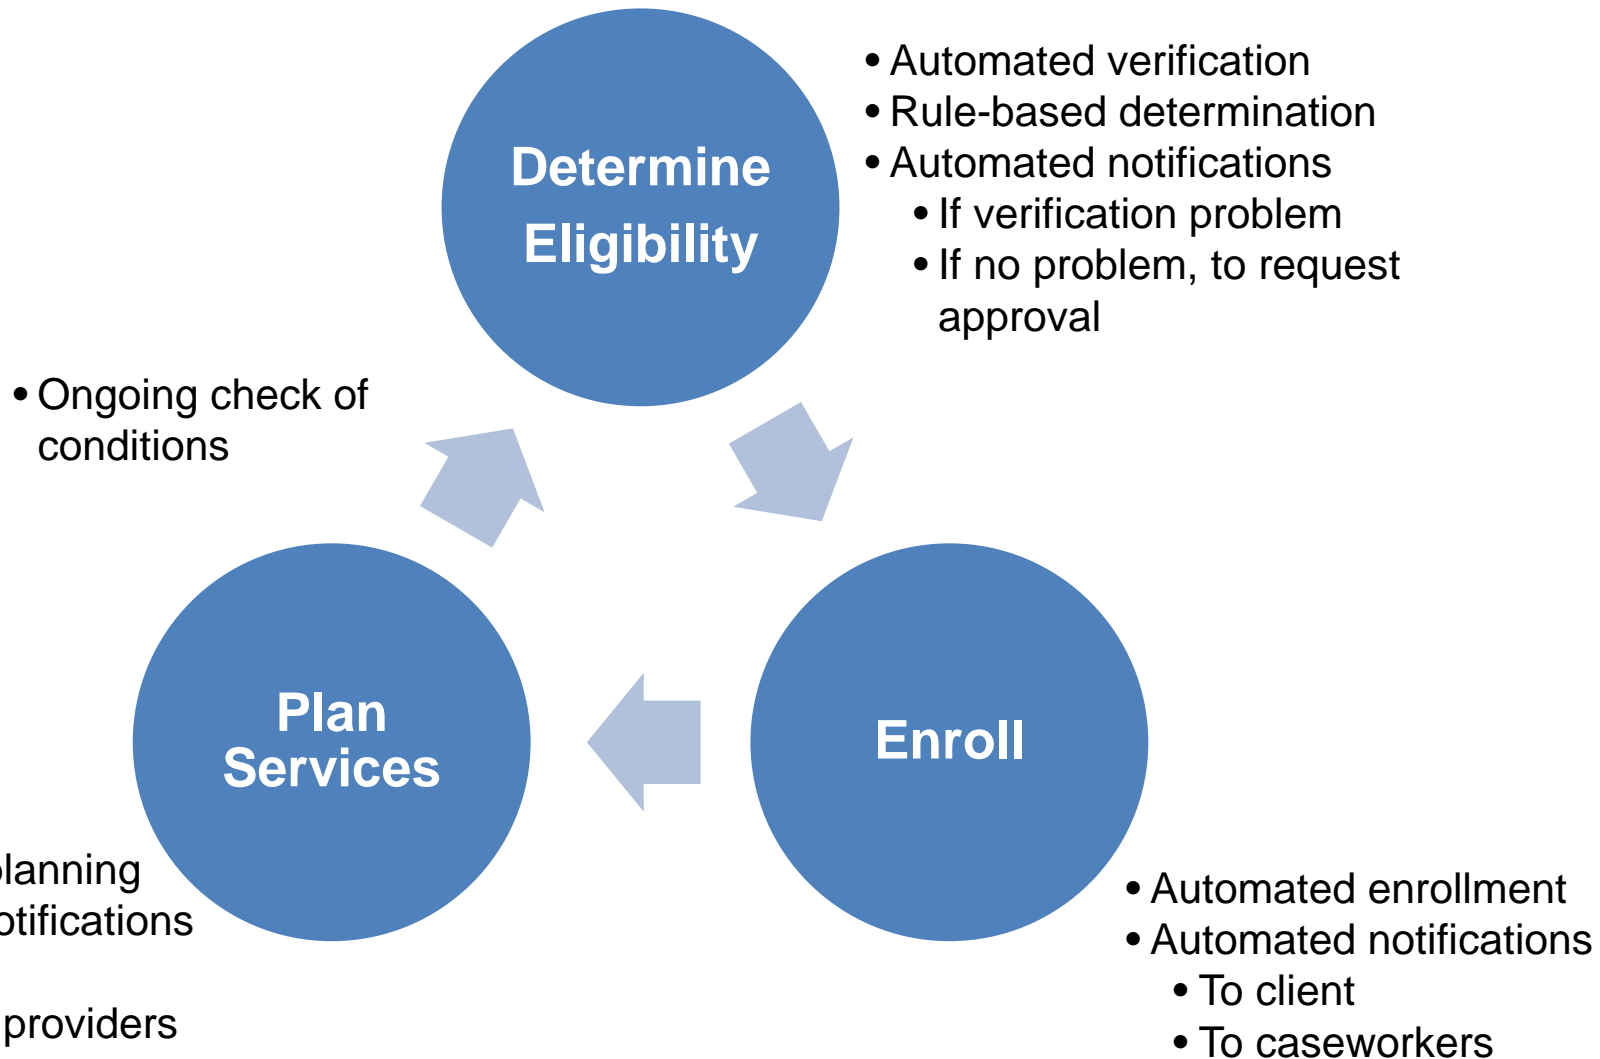 Determine
Eligibility
• Automated verification
• Rule-based determination
• Automated notifications
• If verification problem
• If no problem, to request
approval
• Ongoing check of
conditions
Plan
Services
Enroll
providers
• Automated enrollment
• Automated notifications
• To client
• To caseworkers